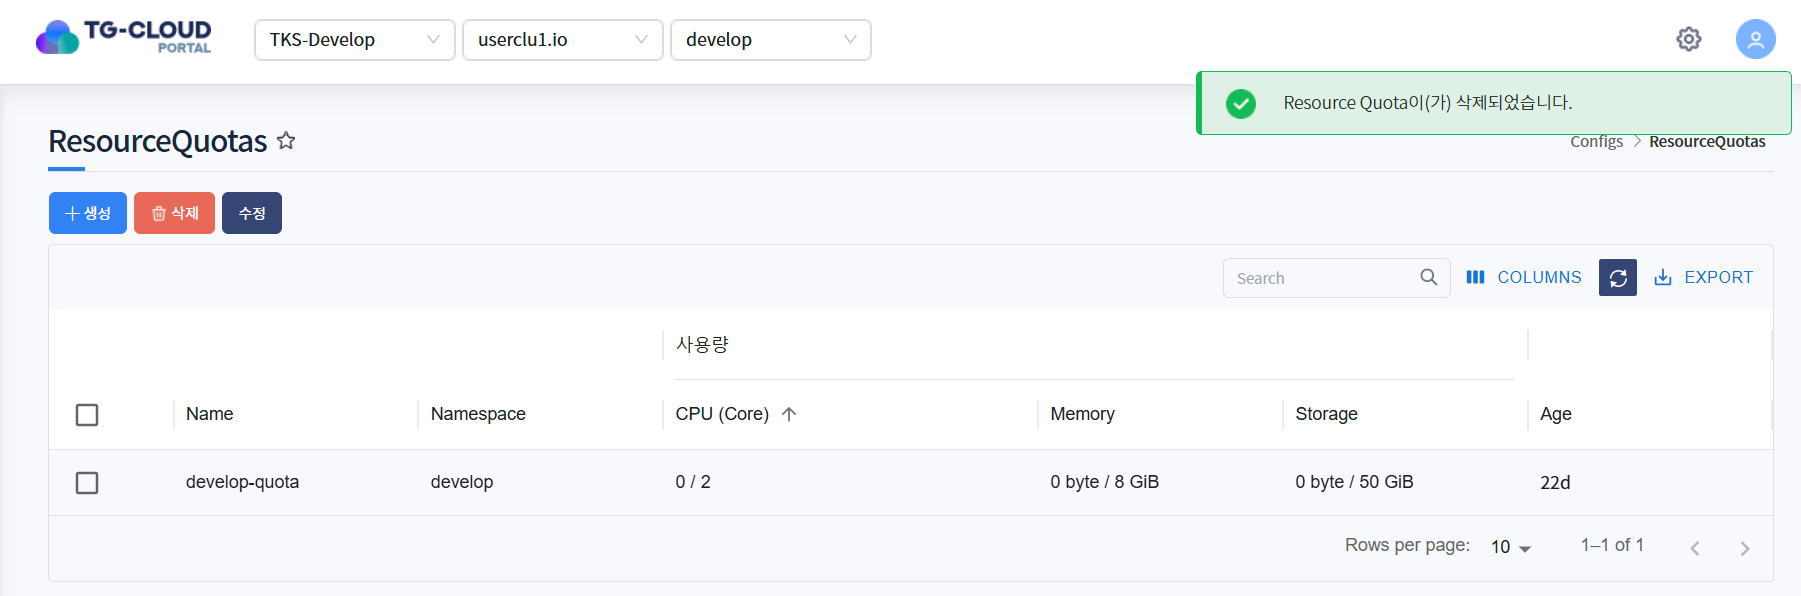 TG-CLOUD
PORTAL
TKS-Develop
userclu1.io
develop
Resource Quota이(가) 삭제되었습니다.
ResourceQuotas
Configs > ResourceQuotas
생성
삭제
수정
Search
COLUMNS
EXPORT
사용량
Name Namespace CPU (Core) Memory Storage Age
develop-quota develop 0 / 2 0 byte / 8 GiB 0 byte / 50 GiB 22d
Rows per page: 10 1–1 of 1